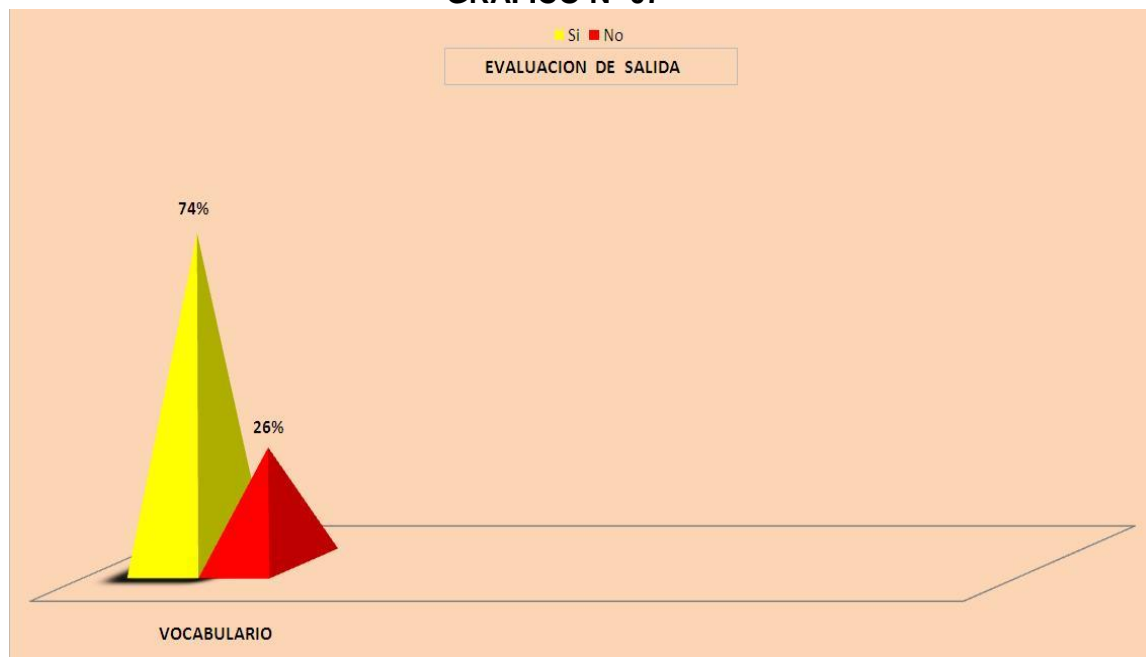 Si No
EVALUACION DE SALIDA
74%
26%
VOCABULARIO